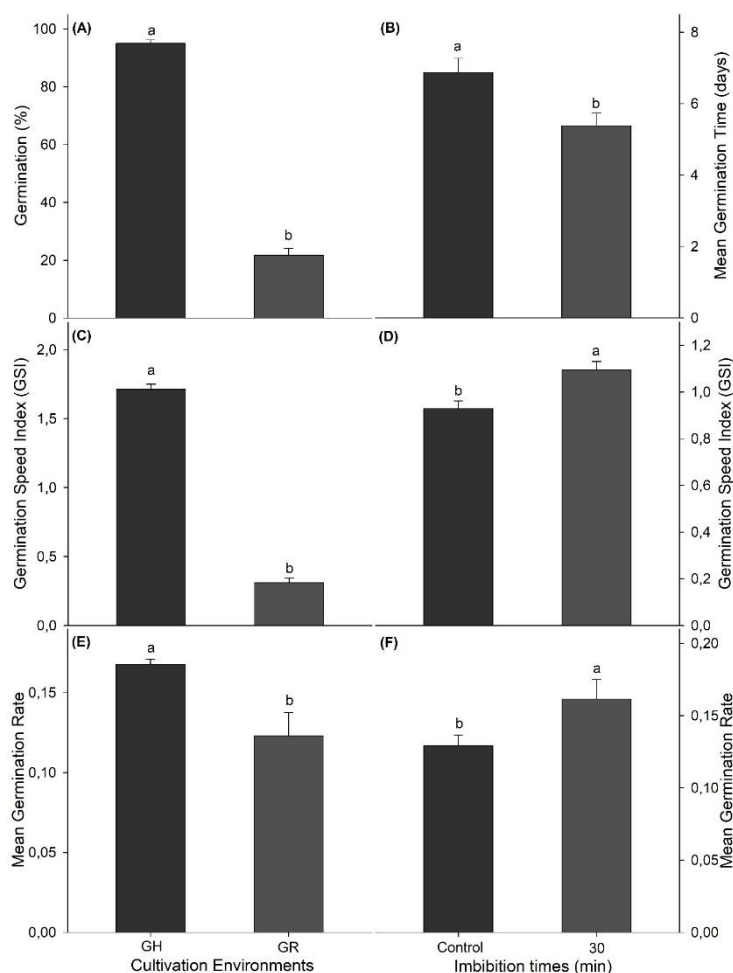 (A)
a
b
100
80
60
40
20
0
Germination (%)
(B)
a
b
8
6
4
2
0
Mean Germination Time (days)
(C)
a
b
2,0
1,5
1,0
0,5
0,0
Germination Speed Index (GSI)
(D)
b
a
1,2
1,0
0,8
0,6
0,4
0,2
0,0
Germination Speed Index (GSI)
(E)
a
b
0,15
0,10
0,05
0,00
Mean Germination Rate
GH
GR
Cultivation Environments
(F)
b
a
0,20
0,15
0,10
0,05
0,00
Mean Germination Rate
Control
30
Imbibition times (min)